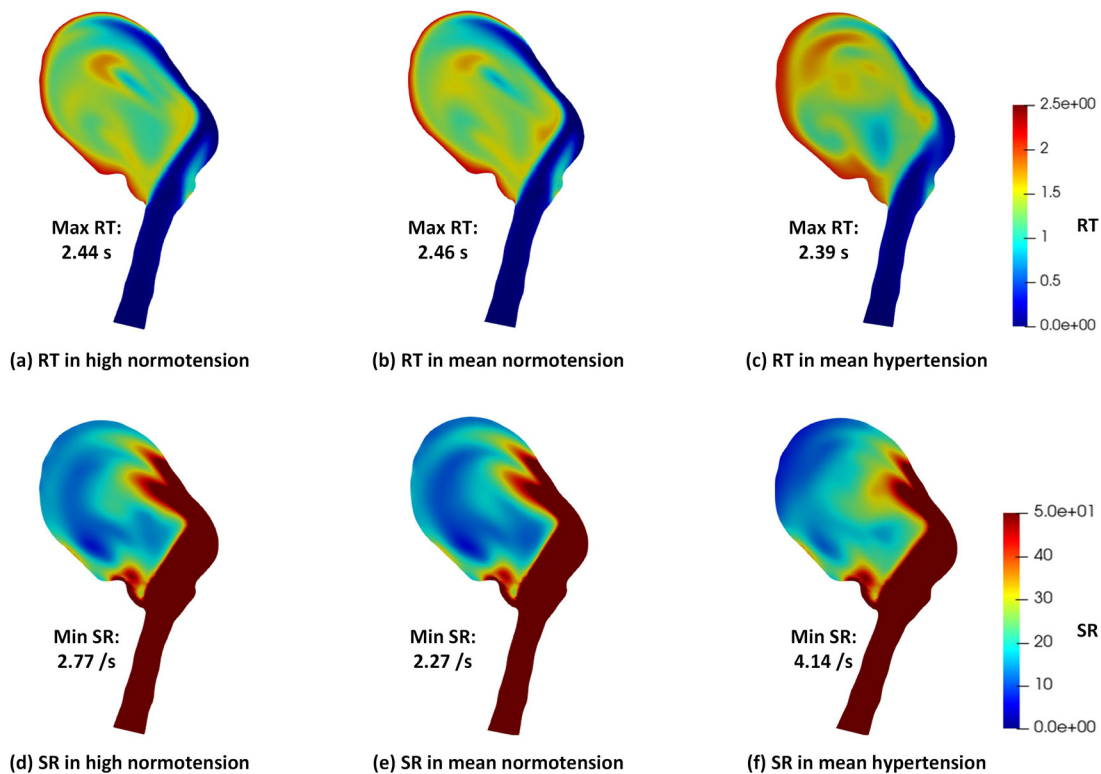 Max RT:
2.44 s
Max RT:
2.46 s
Max RT:
2.39 s
2.5e+00
2
1.5
1
0.5
0.0e+00
RT
(a) RT in high normotension
(b) RT in mean normotension
(c) RT in mean hypertension
Min SR:
2.77 /s
Min SR:
2.27 /s
Min SR:
4.14 /s
5.0e+01
40
30
20
10
0.0e+00
SR
(d) SR in high normotension
(e) SR in mean normotension
(f) SR in mean hypertension